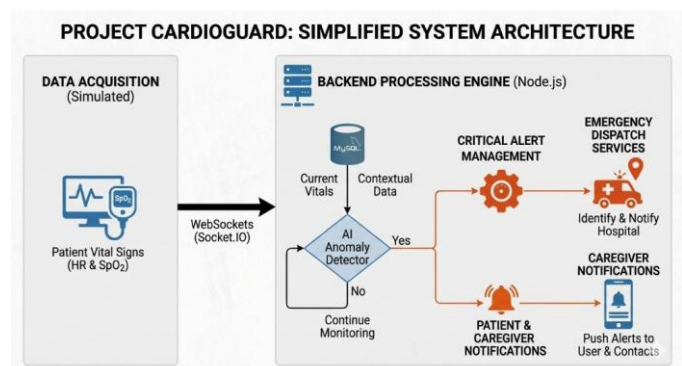 PROJECT CARDIOGUARD: SIMPLIFIED SYSTEM ARCHITECTURE
DATA ACQUISITION
(Simulated)
SpO₂
Patient Vital Signs
(HR & SpO₂)
WebSockets
(Socket.IO)
BACKEND PROCESSING ENGINE (Node.js)
MySQL
Current
Vitals
Contextual
Data
AI
Anomaly
Detector
Yes
No
Continue
Monitoring
CRITICAL ALERT
MANAGEMENT
EMERGENCY
DISPATCH
SERVICES
Identify & Notify
Hospital
PATIENT &
CAREGIVER
NOTIFICATIONS
CAREGIVER
NOTIFICATIONS
Push Alerts to
User & Contacts